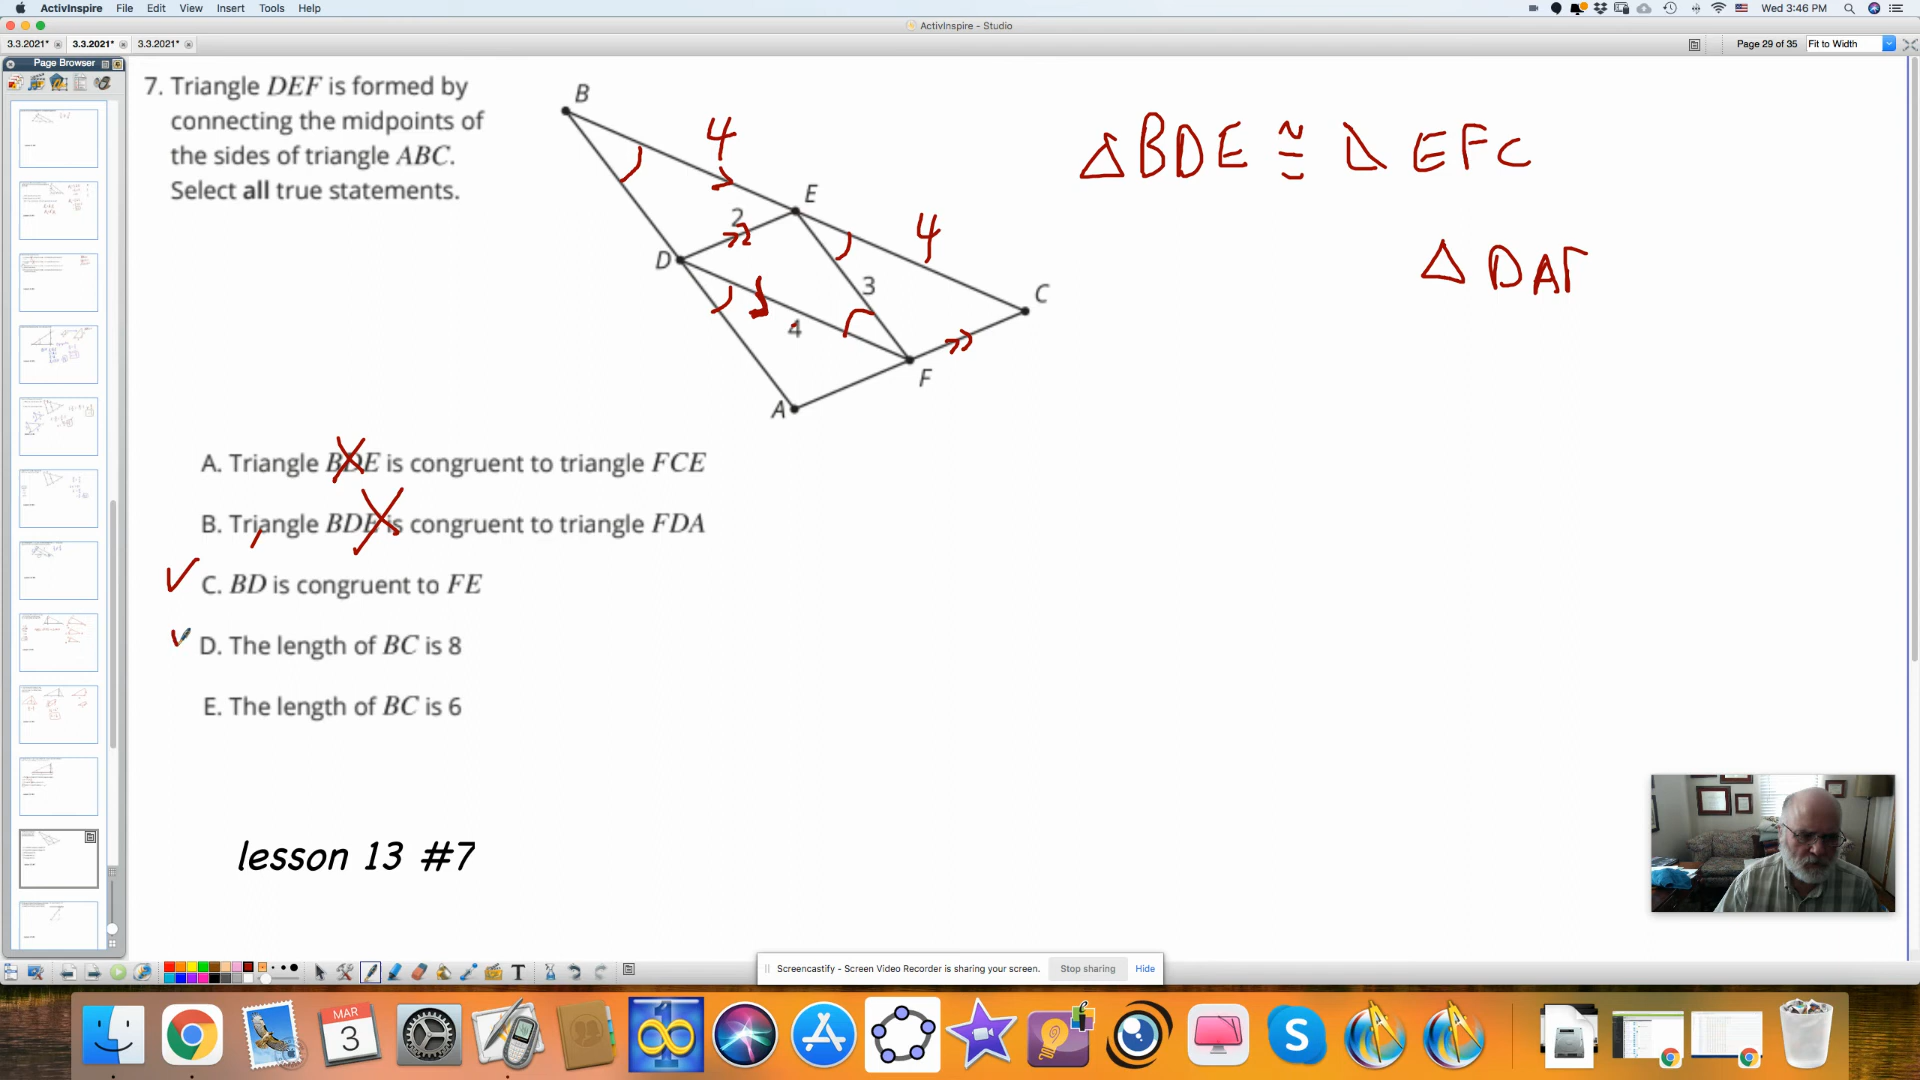 ActivInspire File Edit View Insert Tools Help Wed 3:46 PM
ActivInspire - Studio
3.3.2021* 3.3.2021* 3.3.2021* Page 29 of 35 Fit to Width
Page Browser
7. Triangle DEF is formed by
connecting the midpoints of
the sides of triangle ABC.
Select all true statements.
B
4
E
2
4
D
3
C
4
F
A
△BDE ≅ △EFC
△DAF
A. Triangle BDE is congruent to triangle FCE
B. Triangle BDE is congruent to triangle FDA
C. BD is congruent to FE
D. The length of BC is 8
E. The length of BC is 6
lesson 13 #7
Screencastify - Screen Video Recorder is sharing your screen. Stop sharing Hide
MAR
3